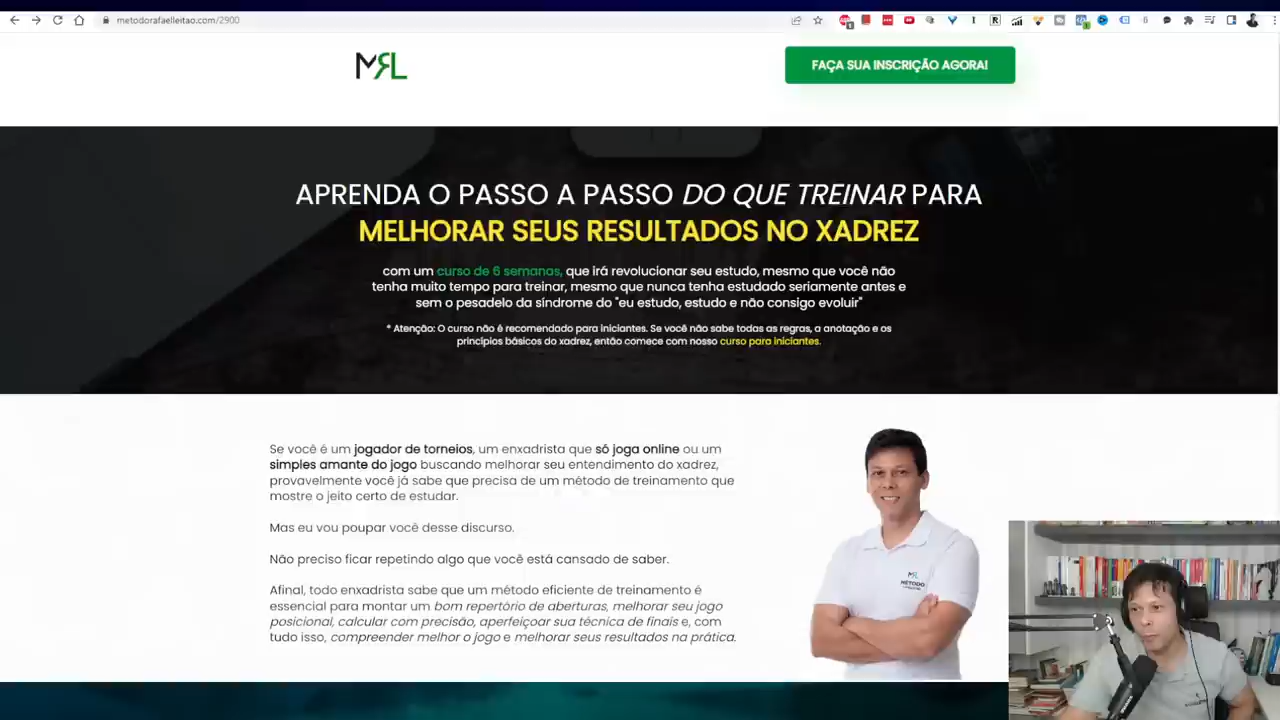 metodorafaelleitao.com/2900
MRL
FAÇA SUA INSCRIÇÃO AGORA!
APRENDA O PASSO A PASSO DO QUE TREINAR PARA
MELHORAR SEUS RESULTADOS NO XADREZ
com um curso de 6 semanas, que irá revolucionar seu estudo, mesmo que você não
tenha muito tempo para treinar, mesmo que nunca tenha estudado seriamente antes e
sem o pesadelo da síndrome do "eu estudo, estudo e não consigo evoluir"
* Atenção: O curso não é recomendado para iniciantes. Se você não sabe todas as regras, a anotação e os
princípios básicos do xadrez, então comece com nosso curso para iniciantes.
Se você é um jogador de torneios, um enxadrista que só joga online ou um
simples amante do jogo buscando melhorar seu entendimento do xadrez,
provavelmente você já sabe que precisa de um método de treinamento que
mostre o jeito certo de estudar.
Mas eu vou poupar você desse discurso.
Não preciso ficar repetindo algo que você está cansado de saber.
Afinal, todo enxadrista sabe que um método eficiente de treinamento é
essencial para montar um bom repertório de aberturas, melhorar seu jogo
posicional, calcular com precisão, aperfeiçoar sua técnica de finais e, com
tudo isso, compreender melhor o jogo e melhorar seus resultados na prática.
MRL
MÉTODO